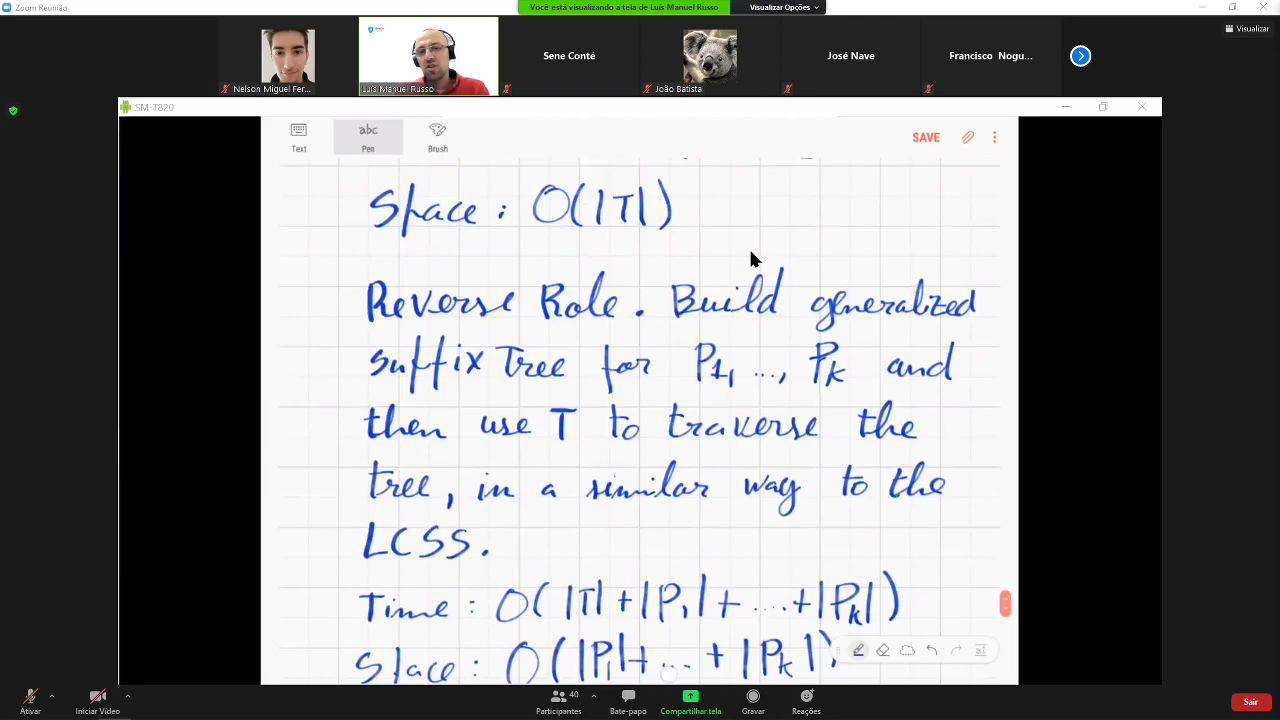 Zoom Reunião
Você está visualizando a tela de Luís Manuel Russo
Visualizar Opções
Visualizar
Nelson Miguel Fer...
Luís Manuel Russo
Sene Conté
João Batista
José Nave
Francisco Nogu...
SM-T820
Text
abc
Pen
Brush
SAVE
Space : O(|T|)
Reverse Role. Build generalized
suffix Tree for P1, ..., Pk and
then use T to traverse the
tree, in a similar way to the
LCSS.
Time : O(|T|+|P1|+ ....+|Pk|)
Space : O(|P1|+ ... + |Pk|)
Ativar
Iniciar Vídeo
40
Participantes
Bate-papo
Compartilhar tela
Gravar
Reações
Sair